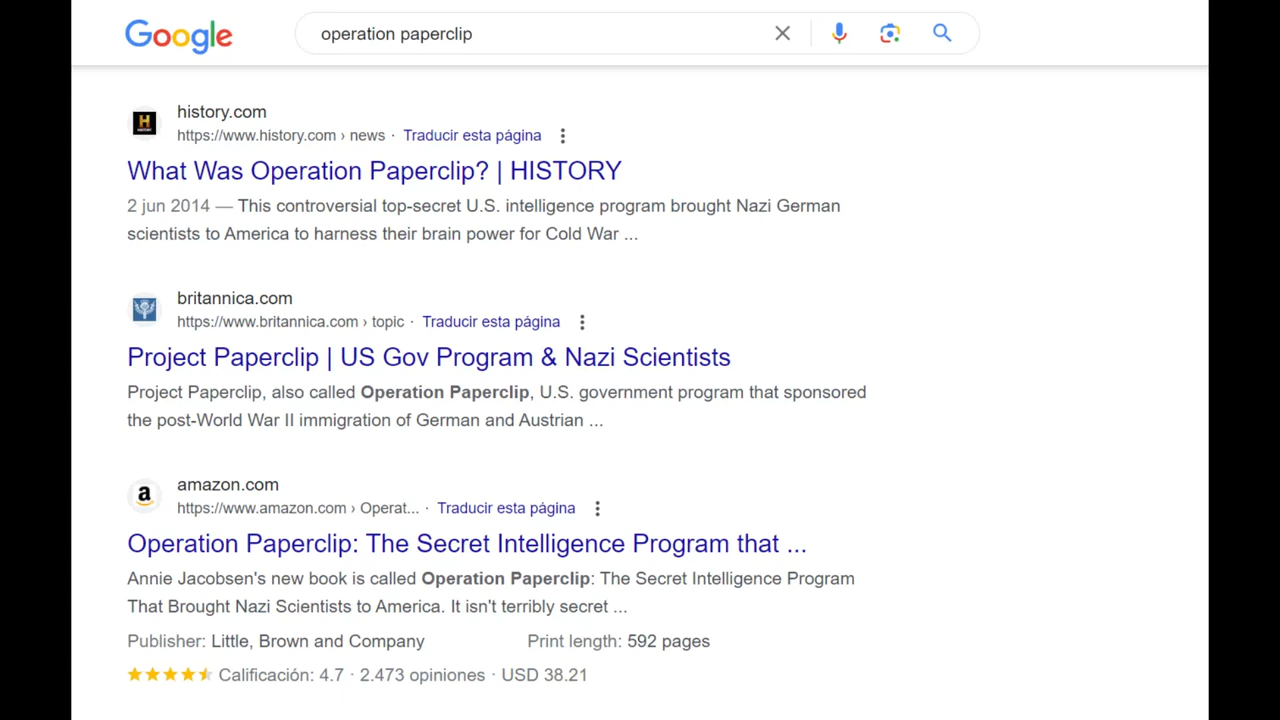 Google
operation paperclip
history.com
https://www.history.com › news · Traducir esta página
What Was Operation Paperclip? | HISTORY
2 jun 2014 — This controversial top-secret U.S. intelligence program brought Nazi German
scientists to America to harness their brain power for Cold War ...
britannica.com
https://www.britannica.com › topic · Traducir esta página
Project Paperclip | US Gov Program & Nazi Scientists
Project Paperclip, also called Operation Paperclip, U.S. government program that sponsored
the post-World War II immigration of German and Austrian ...
amazon.com
https://www.amazon.com › Operat... · Traducir esta página
Operation Paperclip: The Secret Intelligence Program that ...
Annie Jacobsen's new book is called Operation Paperclip: The Secret Intelligence Program
That Brought Nazi Scientists to America. It isn't terribly secret ...
Publisher: Little, Brown and Company Print length: 592 pages
Calificación: 4.7 · 2.473 opiniones · USD 38.21